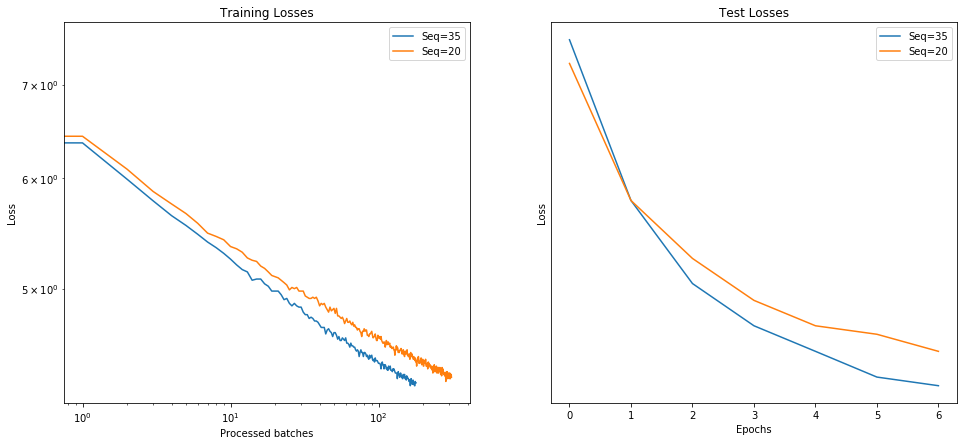 Training Losses
Seq=35
Seq=20
7 × 10⁰
6 × 10⁰
5 × 10⁰
Loss
10⁰ 10¹ 10²
Processed batches
Test Losses
Seq=35
Seq=20
Loss
0 1 2 3 4 5 6
Epochs